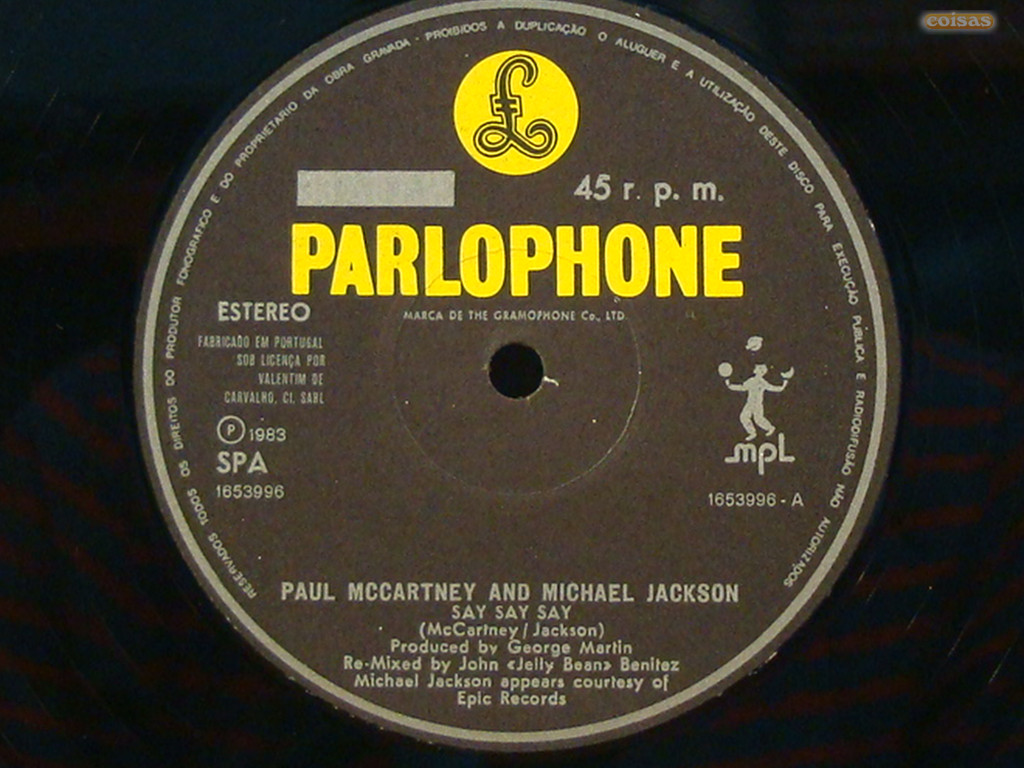 coisas
RESERVADOS TODOS OS DIREITOS DO PRODUTOR FONOGRAFICO E DO PROPRIETARIO DA OBRA GRAVADA - PROIBIDOS A DUPLICAÇÃO O ALUGUER E A UTILIZAÇÃO DESTE DISCO PARA EXECUÇÃO PUBLICA E RADIODIFUSÃO NÃO AUTORIZADOS
£
45 r. p. m.
PARLOPHONE
MARCA DE THE GRAMOPHONE Co., LTD
ESTEREO
FABRICADO EM PORTUGAL
SOB LICENÇA POR
VALENTIM DE
CARVALHO, CI, SARL
℗ 1983
SPA
1653996
mpL
1653996 - A
PAUL MCCARTNEY AND MICHAEL JACKSON
SAY SAY SAY
(McCartney / Jackson)
Produced by George Martin
Re-Mixed by John «Jelly Bean» Benitez
Michael Jackson appears courtesy of
Epic Records